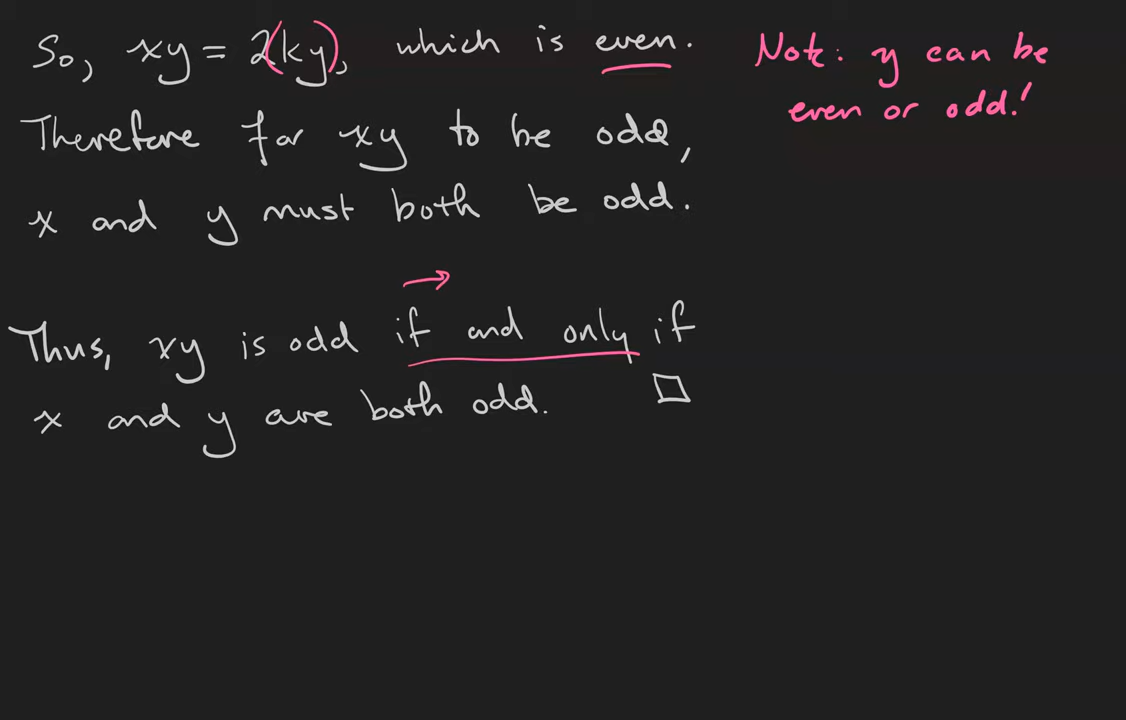 So, xy = 2(ky), which is even.
Note: y can be
even or odd!
Therefore for xy to be odd,
x and y must both be odd.
Thus, xy is odd if and only if
x and y are both odd. □